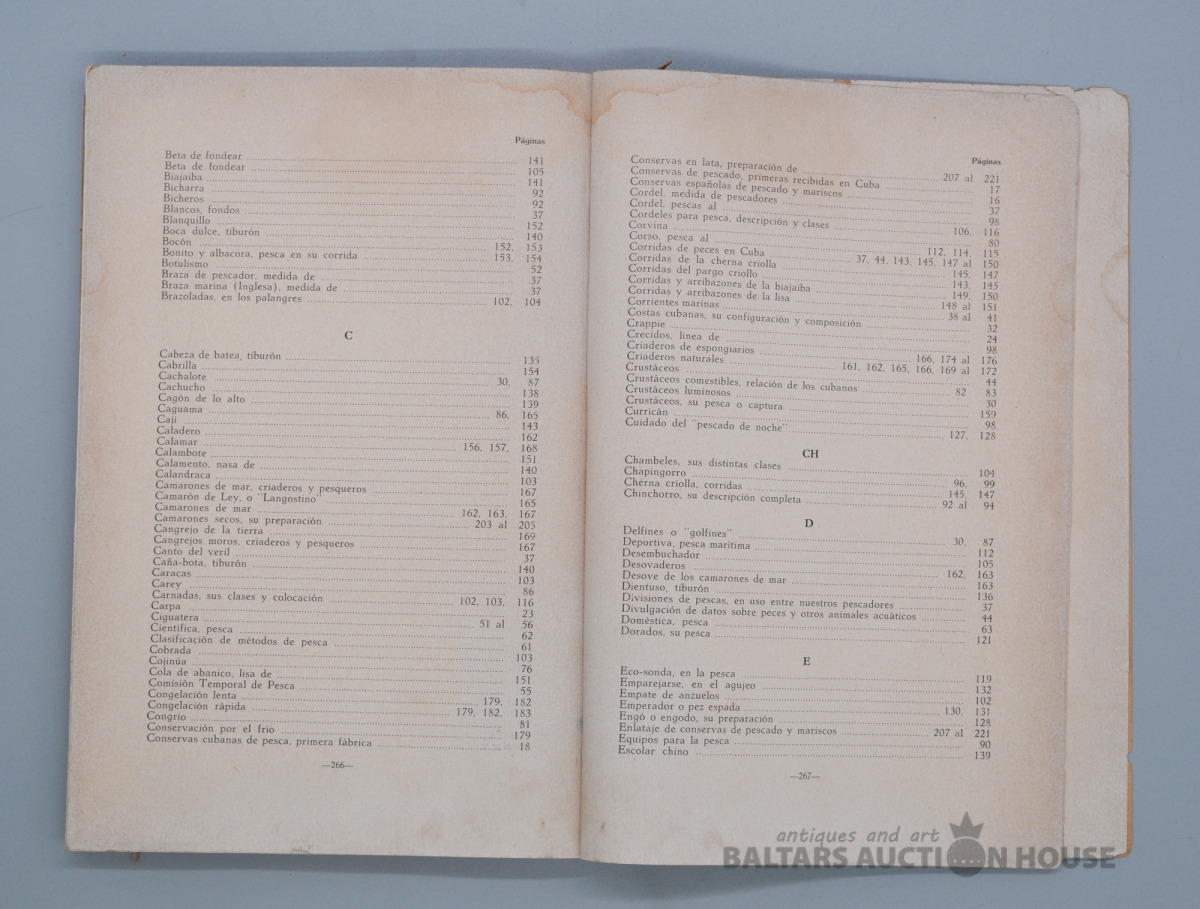 Páginas
Beta de fondear 141
Beta de fondear 105
Biajaiba 141
Bicharra 92
Bicheros 92
Blancos, fondos 37
Blanquillo 152
Boca dulce, tiburón 140
Bocón 152, 153
Bonito y albacora, pesca en su corrida 153, 154
Botulismo 52
Braza de pescador, medida de 37
Braza marina (Inglesa), medida de 37
Brazoladas, en los palangres 102, 104
C
Cabeza de batea, tiburón 135
Cabrilla 154
Cachalote 30, 87
Cachucho 138
Cagón de lo alto 139
Caguama 86, 165
Cají 143
Caladero 162
Calamar 156, 157, 168
Calambote 151
Calamento, nasa de 140
Calandraca 103
Camarones de mar, criaderos y pesqueros 167
Camarón de Ley, o "Langostino" 165
Camarones de mar 162, 163, 167
Camarones secos, su preparación 203 al 205
Cangrejo de la tierra 169
Cangrejos moros, criaderos y pesqueros 167
Canto del veril 37
Caña-bota, tiburón 140
Caracas 103
Carey 86
Carnadas, sus clases y colocación 102, 103, 116
Carpa 23
Ciguatera 51 al 56
Científica, pesca 62
Clasificación de métodos de pesca 61
Cobrada 103
Cojinúa 76
Cola de abanico, lisa de 151
Comisión Temporal de Pesca 55
Congelación lenta 179, 182
Congelación rápida 179, 182, 183
Congrio 81
Conservación por el frío 179
Conservas cubanas de pesca, primera fábrica 18
—266—
Páginas
Conservas en lata, preparación de 207 al 221
Conservas de pescado, primeras recibidas en Cuba 17
Conservas españolas de pescado y mariscos 16
Cordel, medida de pescadores 37
Cordel, pescas al 98
Cordeles para pesca, descripción y clases 106, 116
Corvina 80
Corso, pesca al 112, 114, 115
Corridas de peces en Cuba 37, 44, 143, 145, 147 al 150
Corridas de la cherna criolla 145, 147
Corridas del pargo criollo 143, 145
Corridas y arribazones de la biajaiba 149, 150
Corridas y arribazones de la lisa 148 al 151
Corrientes marinas 38 al 41
Costas cubanas, su configuración y composición 32
Crappie 24
Crecidos, línea de 98
Criaderos de espongiarios 166, 174 al 176
Criaderos naturales 161, 162, 165, 166, 169 al 172
Crustáceos 44
Crustáceos comestibles, relación de los cubanos 82 83
Crustáceos luminosos 30
Crustáceos, su pesca o captura 159
Curricán 98
Cuidado del "pescado de noche" 127, 128
CH
Chambeles, sus distintas clases 104
Chapingorro 96, 99
Cherna criolla, corridas 145, 147
Chinchorro, su descripción completa 92 al 94
D
Delfines o "golfines" 30, 87
Deportiva, pesca marítima 112
Desembuchador 105
Desovaderos 162, 163
Desove de los camarones de mar 163
Dientuso, tiburón 136
Divisiones de pescas, en uso entre nuestros pescadores 37
Divulgación de datos sobre peces y otros animales acuáticos 44
Doméstica, pesca 63
Dorados, su pesca 121
E
Eco-sonda, en la pesca 119
Emparejarse, en el agujeo 132
Empate de anzuelos 102
Emperador o pez espada 130, 131
Engó o engodo, su preparación 128
Enlataje de conservas de pescado y mariscos 207 al 221
Equipos para la pesca 90
Escolar chino 139
—267—
antiques and art
BALTARS AUCTION HOUSE